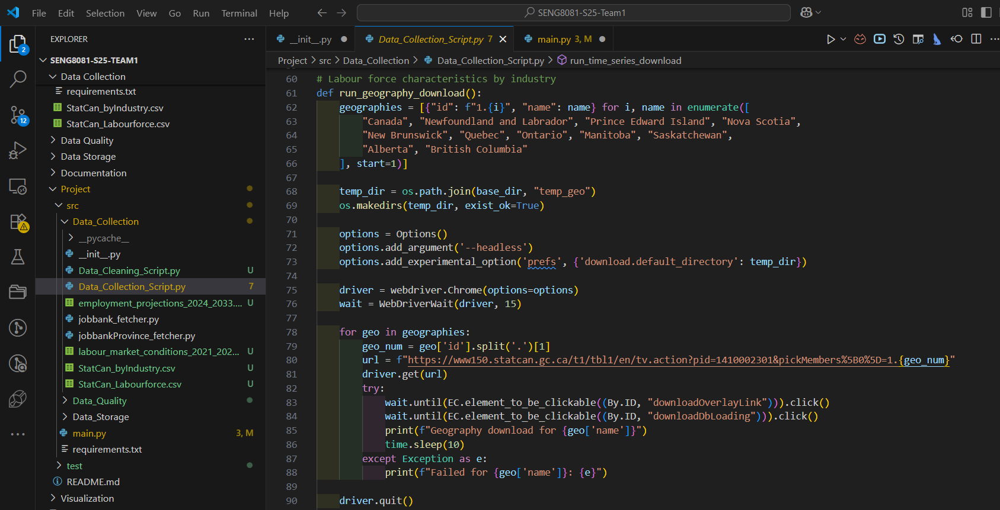 File Edit Selection View Go Run Terminal Help
SENG8081-S25-Team1
EXPLORER
SENG8081-S25-TEAM1
Data Collection
requirements.txt
StatCan_byIndustry.csv
StatCan_Labourforce.csv
Data Quality
Data Storage
Documentation
Project
src
Data_Collection
__pycache__
__init__.py
Data_Cleaning_Script.py U
Data_Collection_Script.py 7
employment_projections_2024_2033.... U
jobbank_fetcher.py
jobbankProvince_fetcher.py
labour_market_conditions_2021_202... U
StatCan_byIndustry.csv U
StatCan_Labourforce.csv U
Data_Quality
Data_Storage
main.py 3, M
requirements.txt
test
README.md
Visualization
2
12
__init__.py
Data_Collection_Script.py 7
main.py 3, M
Project > src > Data_Collection > Data_Collection_Script.py > run_time_series_download
60 # Labour force characteristics by industry
61 def run_geography_download():
62 geographies = [{"id": f"1.{i}", "name": name} for i, name in enumerate([
63 "Canada", "Newfoundland and Labrador", "Prince Edward Island", "Nova Scotia",
64 "New Brunswick", "Quebec", "Ontario", "Manitoba", "Saskatchewan",
65 "Alberta", "British Columbia"
66 ], start=1)]
67
68 temp_dir = os.path.join(base_dir, "temp_geo")
69 os.makedirs(temp_dir, exist_ok=True)
70
71 options = Options()
72 options.add_argument('--headless')
73 options.add_experimental_option('prefs', {'download.default_directory': temp_dir})
74
75 driver = webdriver.Chrome(options=options)
76 wait = WebDriverWait(driver, 15)
77
78 for geo in geographies:
79 geo_num = geo['id'].split('.')[1]
80 url = f"https://www150.statcan.gc.ca/t1/tbl1/en/tv.action?pid=1410002301&pickMembers%5B0%5D=1.{geo_num}"
81 driver.get(url)
82 try:
83 wait.until(EC.element_to_be_clickable((By.ID, "downloadOverlayLink"))).click()
84 wait.until(EC.element_to_be_clickable((By.ID, "downloadDbLoading"))).click()
85 print(f"Geography download for {geo['name']}")
86 time.sleep(10)
87 except Exception as e:
88 print(f"Failed for {geo['name']}: {e}")
89
90 driver.quit()